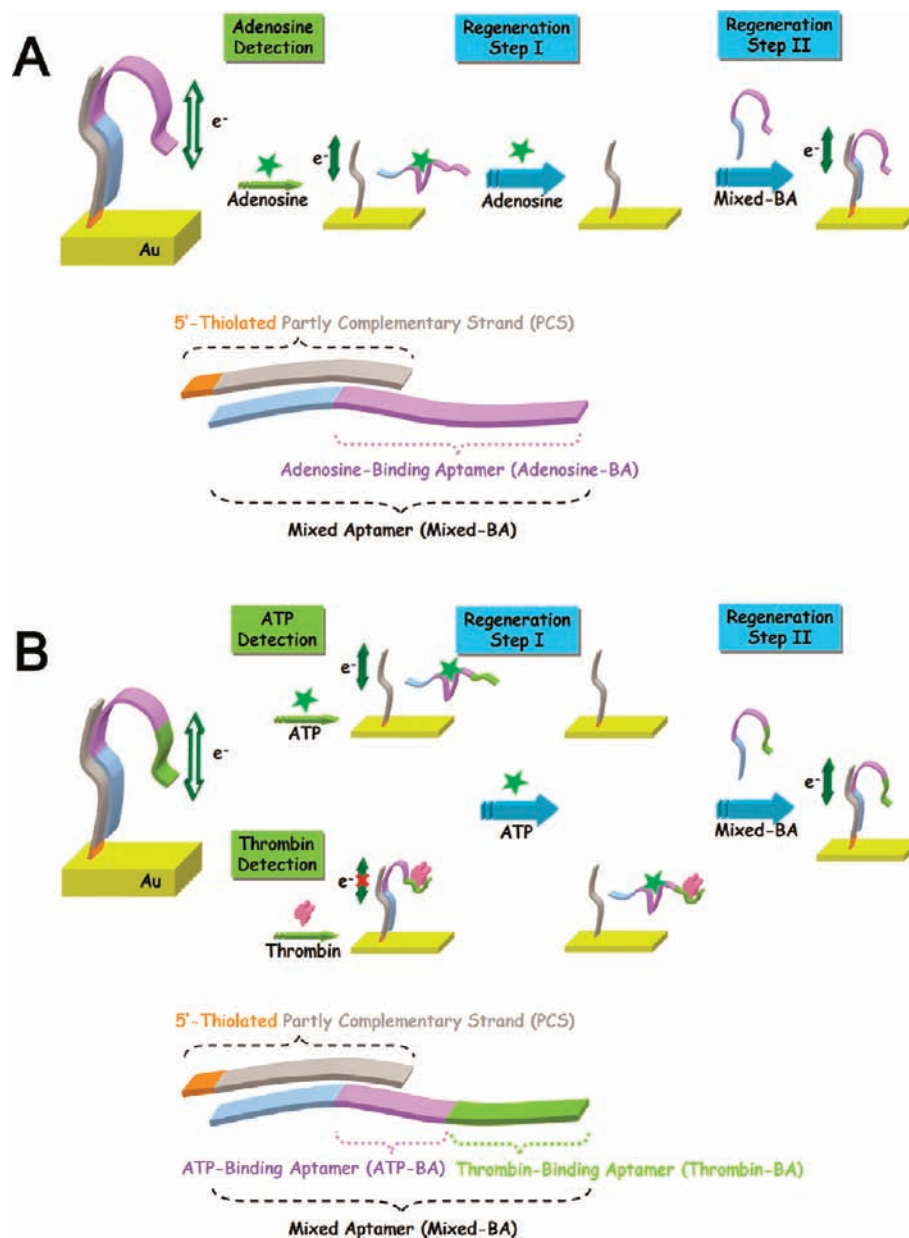 A
Adenosine
Detection
Regeneration
Step I
Regeneration
Step II
e-
Au
Adenosine
e-
Adenosine
Mixed-BA
e-
5'-Thiolated Partly Complementary Strand (PCS)
Adenosine-Binding Aptamer (Adenosine-BA)
Mixed Aptamer (Mixed-BA)
B
ATP
Detection
Regeneration
Step I
Regeneration
Step II
e-
Au
ATP
e-
Thrombin
Detection
e-
Thrombin
ATP
Mixed-BA
e-
5'-Thiolated Partly Complementary Strand (PCS)
ATP-Binding Aptamer (ATP-BA) Thrombin-Binding Aptamer (Thrombin-BA)
Mixed Aptamer (Mixed-BA)